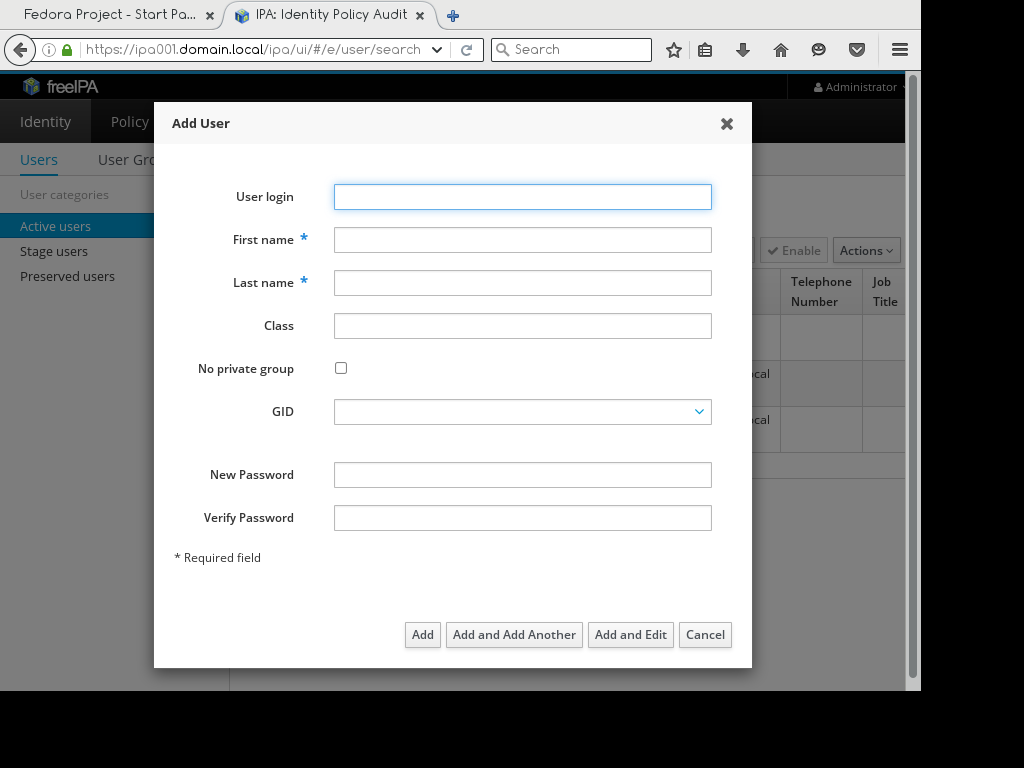 Fedora Project - Start Pa...
IPA: Identity Policy Audit
https://ipa001.domain.local/ipa/ui/#/e/user/search
Search
freeIPA
Administrator
Identity
Policy
Add User
Users
User Gro
User categories
Active users
Stage users
Preserved users
User login
First name *
Last name *
Class
No private group
GID
New Password
Verify Password
* Required field
Add
Add and Add Another
Add and Edit
Cancel
Enable
Actions
Telephone
Number
Job
Title
ocal
ocal